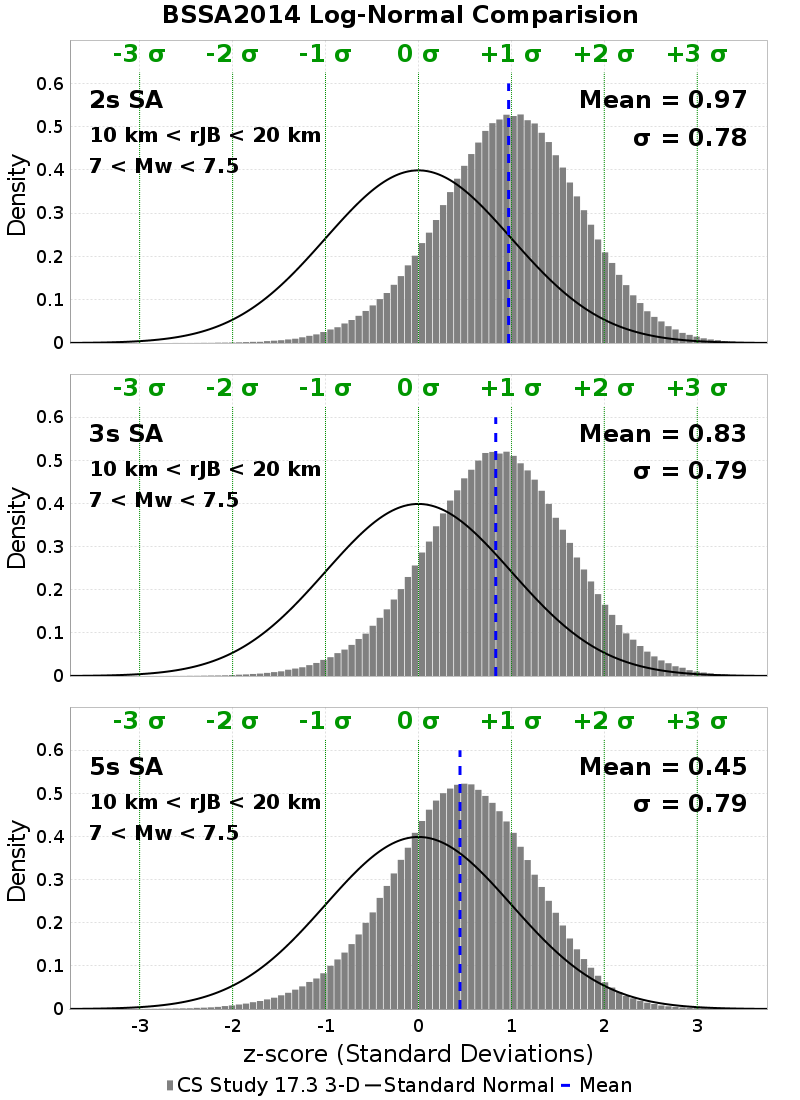 BSSA2014 Log-Normal Comparision
-3 σ -2 σ -1 σ 0 σ +1 σ +2 σ +3 σ
2s SA
Mean = 0.97
10 km < rJB < 20 km
σ = 0.78
7 < Mw < 7.5
Density
0.6
0.5
0.4
0.3
0.2
0.1
0
-3 σ -2 σ -1 σ 0 σ +1 σ +2 σ +3 σ
3s SA
Mean = 0.83
10 km < rJB < 20 km
σ = 0.79
7 < Mw < 7.5
Density
0.6
0.5
0.4
0.3
0.2
0.1
0
-3 σ -2 σ -1 σ 0 σ +1 σ +2 σ +3 σ
5s SA
Mean = 0.45
10 km < rJB < 20 km
σ = 0.79
7 < Mw < 7.5
Density
0.6
0.5
0.4
0.3
0.2
0.1
0
-3 -2 -1 0 1 2 3
z-score (Standard Deviations)
CS Study 17.3 3-D Standard Normal Mean